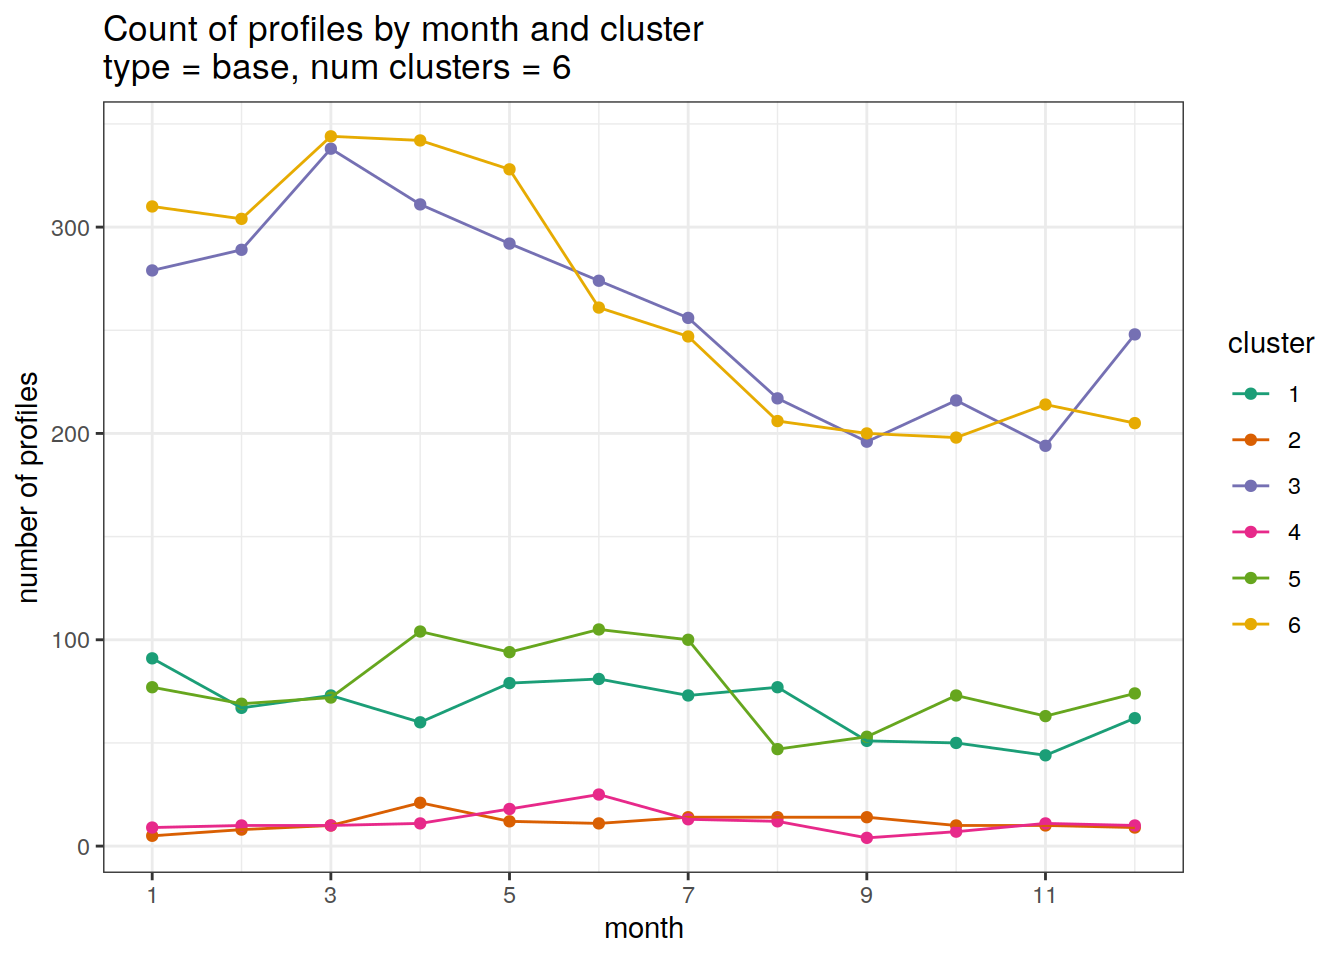 Count of profiles by month and cluster
type = base, num clusters = 6
number of profiles
300
200
100
0
1 3 5 7 9 11
month
cluster
1
2
3
4
5
6